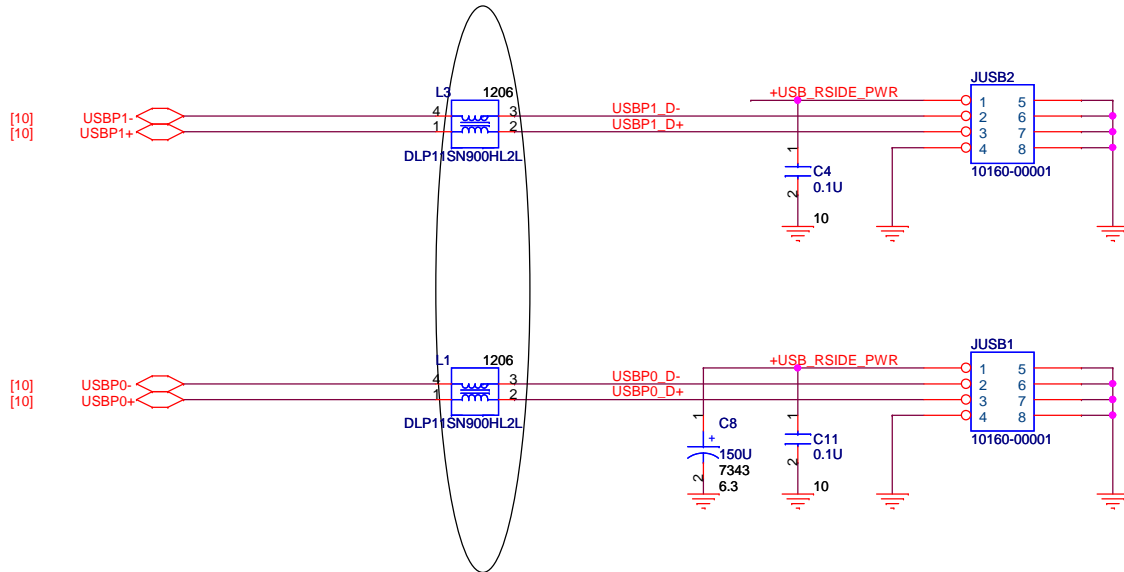 JUSB2
L3 1206
+USB_RSIDE_PWR
1 5
[10] USBP1- 4 3 USBP1_D- 2 6
[10] USBP1+ 1 2 USBP1_D+ 3 7
4 8
DLP11SN900HL2L
10160-00001
1
C4
0.1U
2
10
JUSB1
L1 1206
+USB_RSIDE_PWR
1 5
[10] USBP0- 4 3 USBP0_D- 2 6
[10] USBP0+ 1 2 USBP0_D+ 3 7
4 8
DLP11SN900HL2L
10160-00001
1
C8
+
150U
7343
2
6.3
1
C11
0.1U
2
10